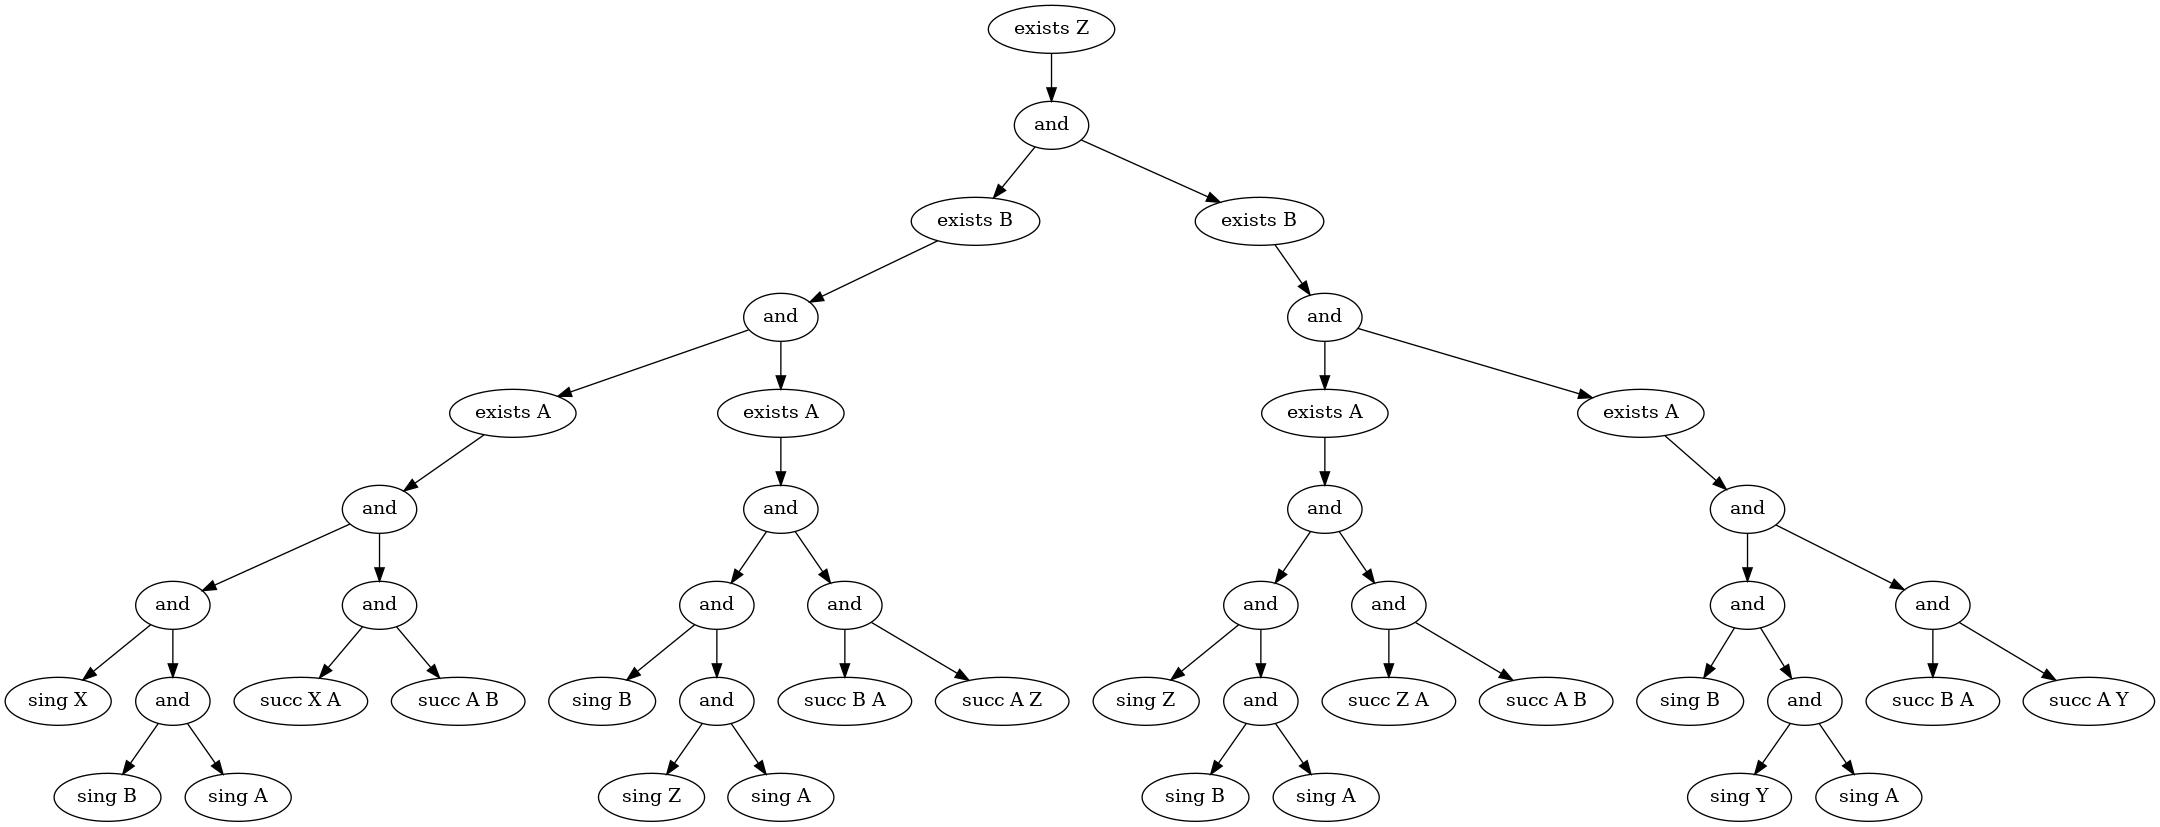 exists Z
and
exists B
exists B
and
and
exists A
exists A
exists A
exists A
and
and
and
and
and
and
and
and
and
and
and
and
sing X
and
succ X A
succ A B
sing B
and
succ B A
succ A Z
sing Z
and
succ Z A
succ A B
sing B
and
succ B A
succ A Y
sing B
sing A
sing Z
sing A
sing B
sing A
sing Y
sing A